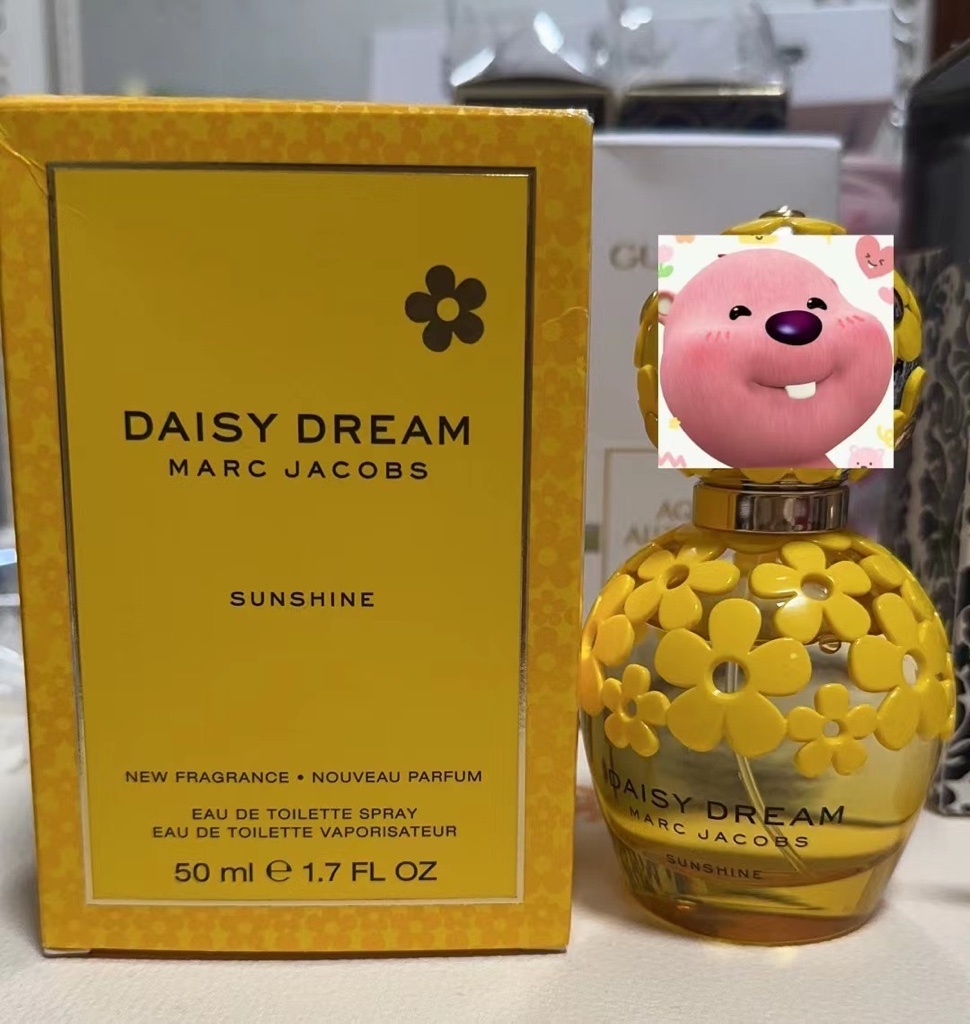 DAISY DREAM
MARC JACOBS
SUNSHINE
NEW FRAGRANCE • NOUVEAU PARFUM
EAU DE TOILETTE SPRAY
EAU DE TOILETTE VAPORISATEUR
50 ml ℮ 1.7 FL OZ
DAISY DREAM
MARC JACOBS
SUNSHINE